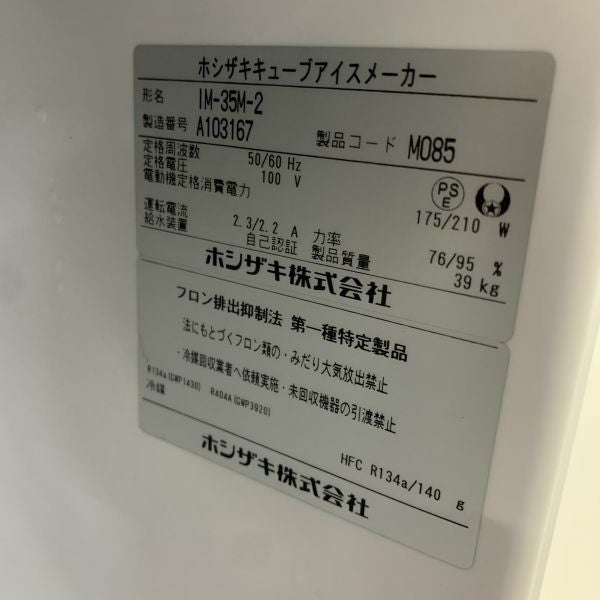 ホシザキキューブアイスメーカー
形名 IM-35M-2
製造番号 A103167 製品コード M085
定格周波数 50/60 Hz
定格電圧 100 V
電動機定格消費電力 175/210 W
PS
E
運転電流 2.3/2.2 A 力率 76/95 %
給水装置 自己認証 製品質量 39 kg
ホシザキ株式会社
フロン排出抑制法 第一種特定製品
法にもとづくフロン類の・みだり大気放出禁止
・冷媒回収業者へ依頼実施・未回収機器の引渡禁止
R134a(GWP1430) R404A(GWP3920)
冷媒 HFC R134a/140 g
ホシザキ株式会社